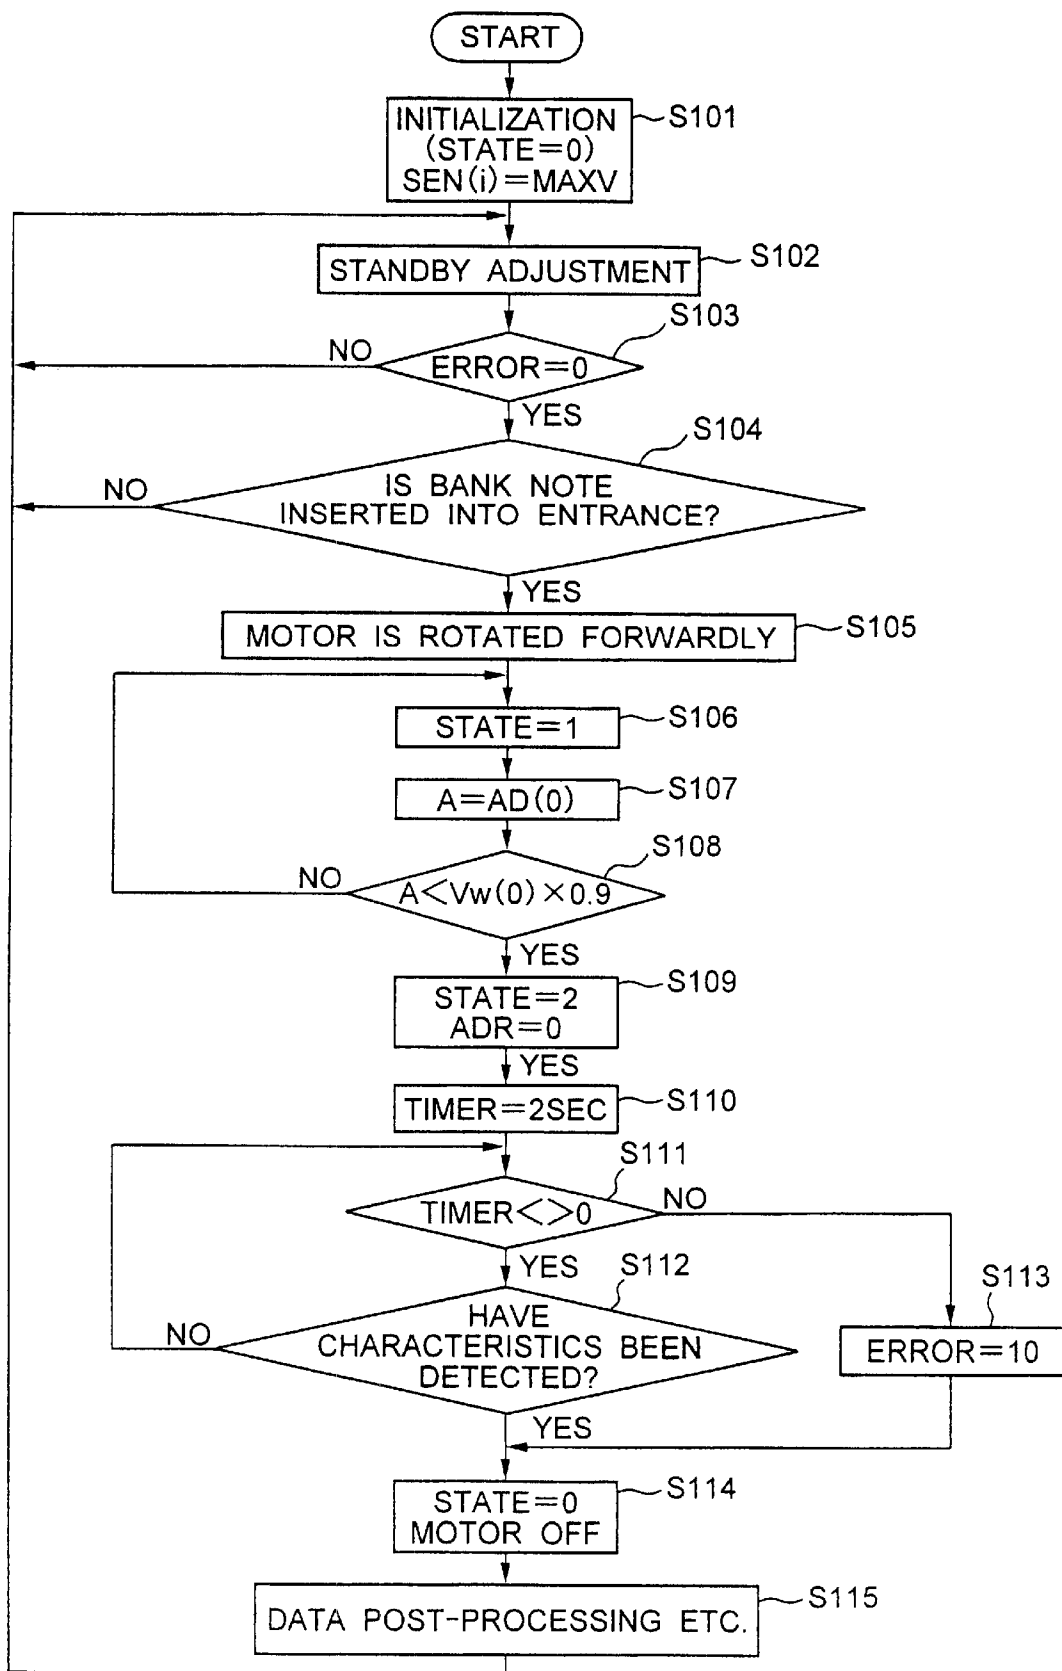 START
INITIALIZATION
(STATE=0)
SEN(i)=MAXV
S101
STANDBY ADJUSTMENT
S102
S103
NO
ERROR=0
YES
S104
NO
IS BANK NOTE
INSERTED INTO ENTRANCE?
YES
MOTOR IS ROTATED FORWARDLY
S105
STATE=1
S106
A=AD(0)
S107
S108
NO
A<Vw(0)×0.9
YES
STATE=2
ADR=0
S109
YES
TIMER=2SEC
S110
S111
TIMER<>0
NO
YES
S112
S113
NO
HAVE
CHARACTERISTICS BEEN
DETECTED?
ERROR=10
YES
STATE=0
MOTOR OFF
S114
DATA POST-PROCESSING ETC.
S115